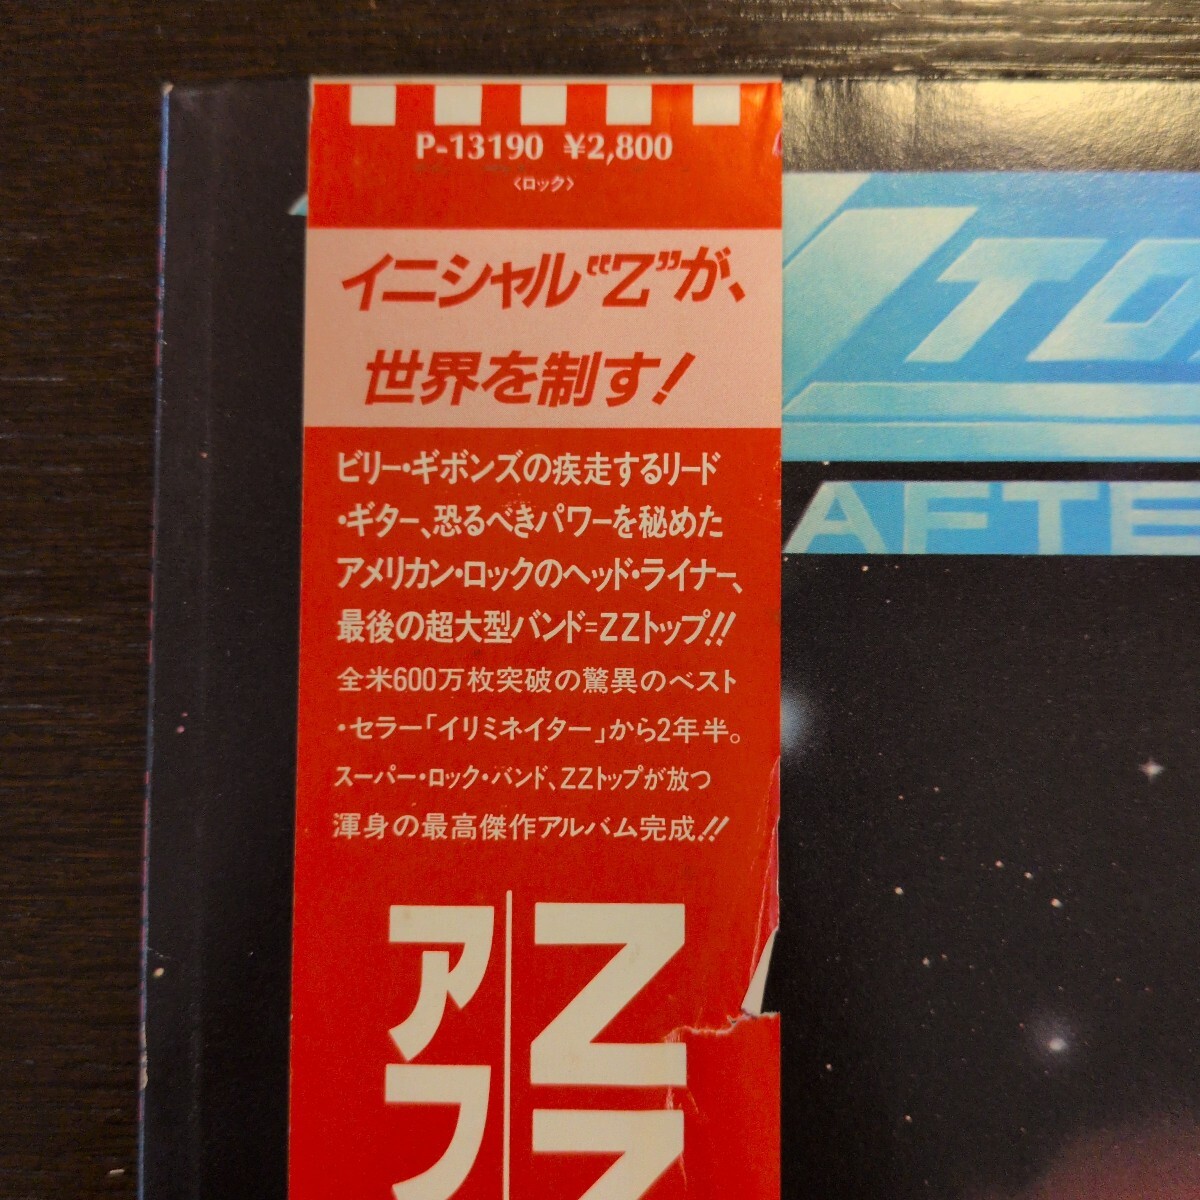 P-13190 ¥2,800
〈ロック〉
イニシャル“Z”が、
世界を制す!
ビリー・ギボンズの疾走するリード
・ギター、恐るべきパワーを秘めた
アメリカン・ロックのヘッド・ライナー、
最後の超大型バンド=ZZトップ!!
全米600万枚突破の驚異のベスト
・セラー「イリミネイター」から2年半。
スーパー・ロック・バンド、ZZトップが放つ
渾身の最高傑作アルバム完成!!
ZZ
アフ
TO
AFTE